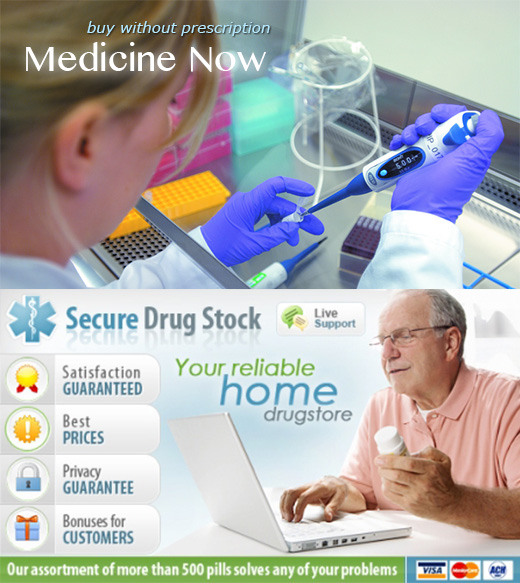 buy without prescription
Medicine Now
Secure Drug Stock
Live
Support
Satisfaction
GUARANTEED
Your reliable
home
drugstore
Best
PRICES
Privacy
GUARANTEE
Bonuses for
CUSTOMERS
Our assortment of more than 500 pills solves any of your problems
VISA
MasterCard
ACH